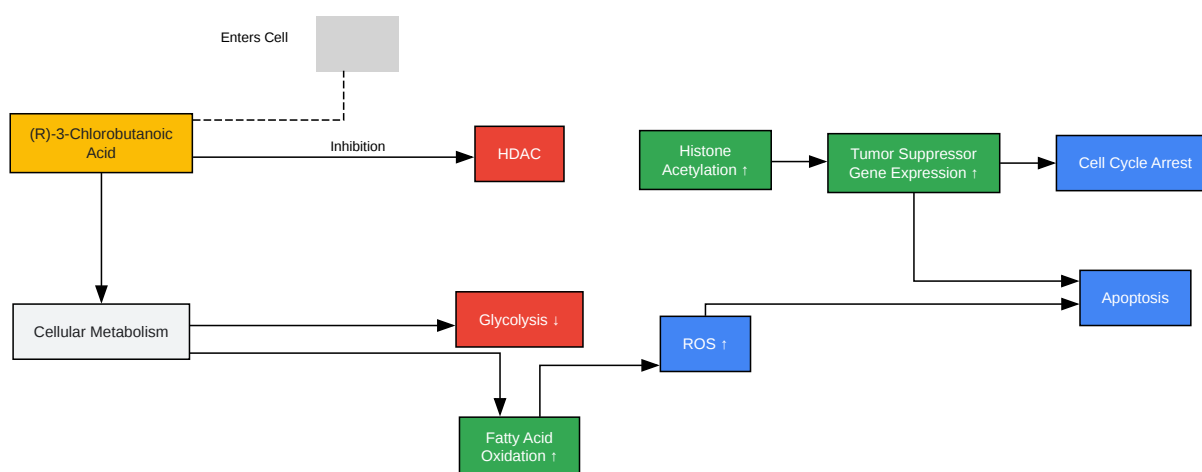 Enters Cell
(R)-3-Chlorobutanoic
Acid
Inhibition
HDAC
Histone
Acetylation ↑
Tumor Suppressor
Gene Expression ↑
Cell Cycle Arrest
Cellular Metabolism
Glycolysis ↓
ROS ↑
Apoptosis
Fatty Acid
Oxidation ↑